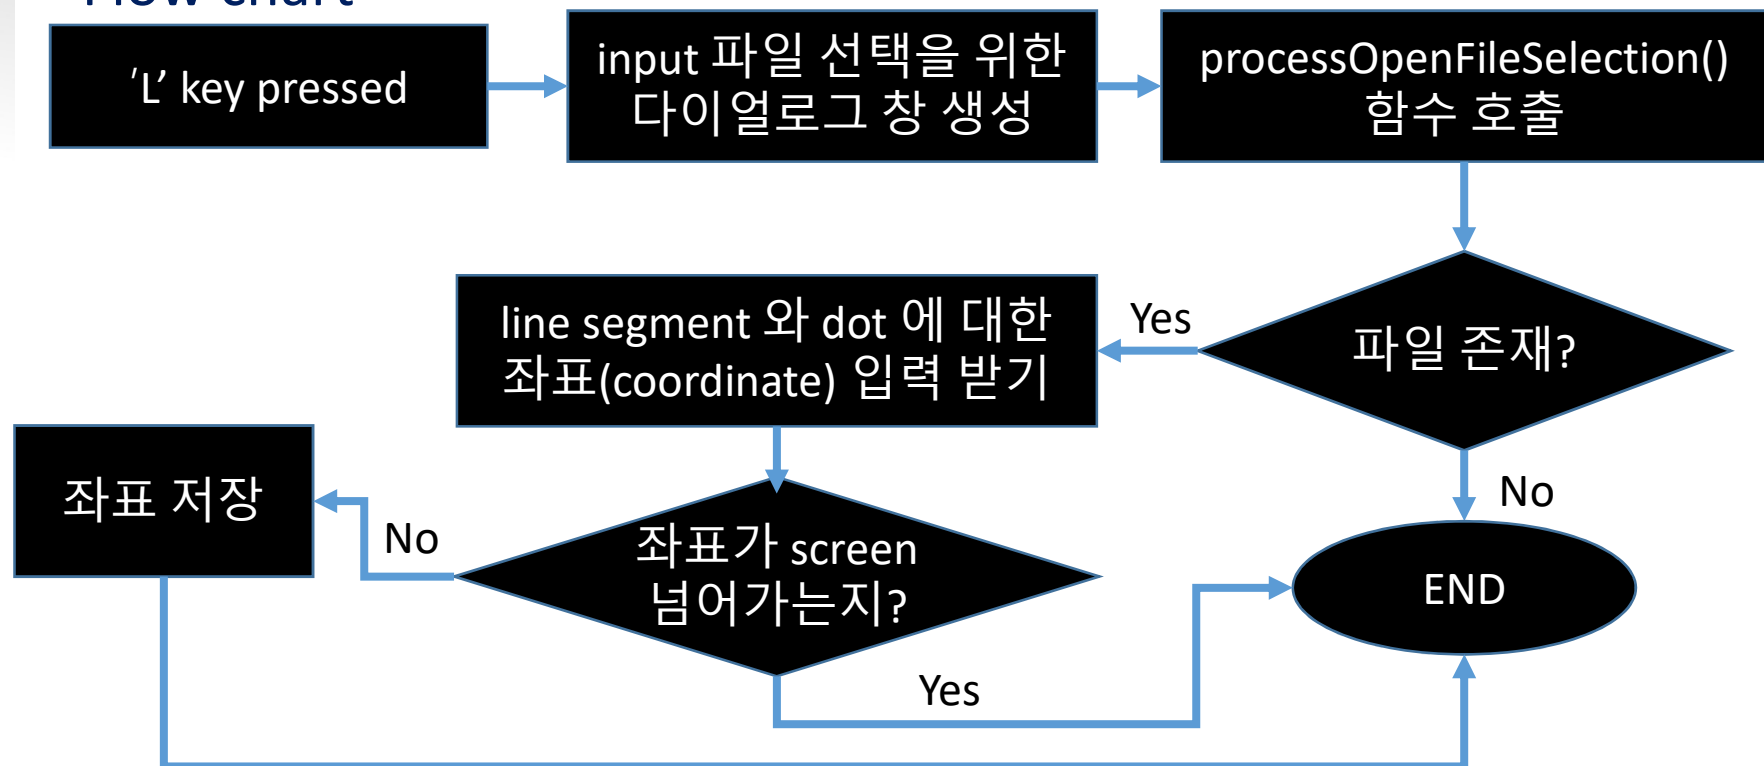 Flow chart
'L’ key pressed
input 파일 선택을 위한
다이얼로그 창 생성
processOpenFileSelection()
함수 호출
파일 존재?
Yes
line segment 와 dot 에 대한
좌표(coordinate) 입력 받기
No
좌표 저장
No
좌표가 screen
넘어가는지?
END
Yes